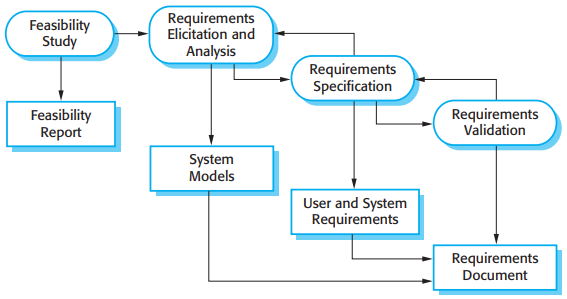 Feasibility
Study
Requirements
Elicitation and
Analysis
Requirements
Specification
Feasibility
Report
Requirements
Validation
System
Models
User and System
Requirements
Requirements
Document